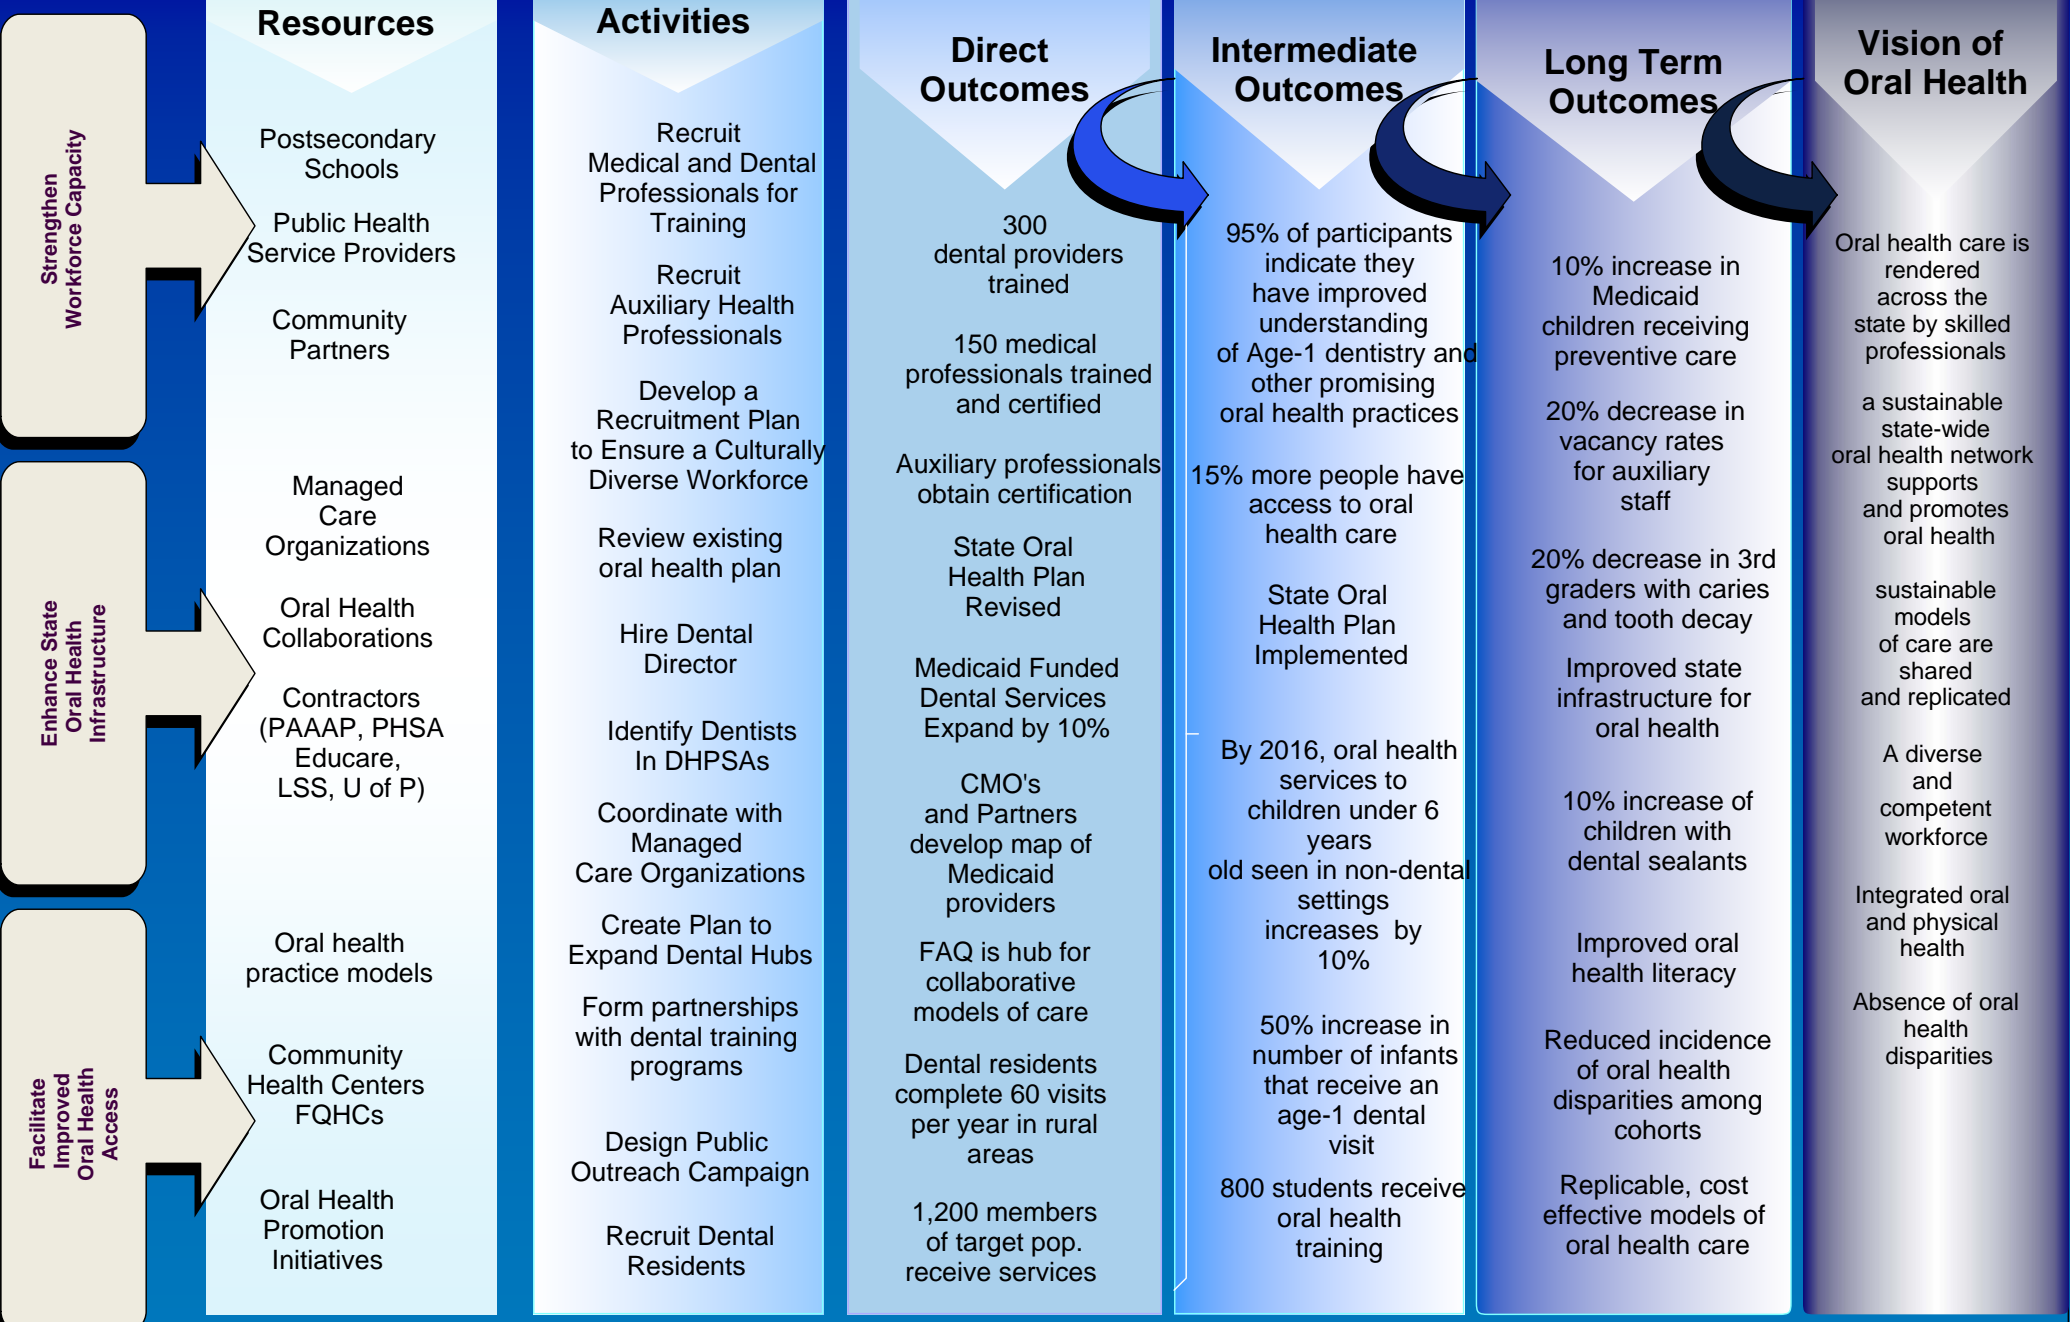 Strengthen
Workforce Capacity
Enhance State
Oral Health
Infrastructure
Facilitate
Improved
Oral Health
Access
Resources
Postsecondary
Schools
Public Health
Service Providers
Community
Partners
Managed
Care
Organizations
Oral Health
Collaborations
Contractors
(PAAAP, PHSA
Educare,
LSS, U of P)
Oral health
practice models
Community
Health Centers
FQHCs
Oral Health
Promotion
Initiatives
Activities
Recruit
Medical and Dental
Professionals for
Training
Recruit
Auxiliary Health
Professionals
Develop a
Recruitment Plan
to Ensure a Culturally
Diverse Workforce
Review existing
oral health plan
Hire Dental
Director
Identify Dentists
In DHPSAs
Coordinate with
Managed
Care Organizations
Create Plan to
Expand Dental Hubs
Form partnerships
with dental training
programs
Design Public
Outreach Campaign
Recruit Dental
Residents
Direct
Outcomes
300
dental providers
trained
150 medical
professionals trained
and certified
Auxiliary professionals
obtain certification
State Oral
Health Plan
Revised
Medicaid Funded
Dental Services
Expand by 10%
CMO's
and Partners
develop map of
Medicaid
providers
FAQ is hub for
collaborative
models of care
Dental residents
complete 60 visits
per year in rural
areas
1,200 members
of target pop.
receive services
Intermediate
Outcomes
95% of participants
indicate they
have improved
understanding
of Age-1 dentistry and
other promising
oral health practices
15% more people have
access to oral
health care
State Oral
Health Plan
Implemented
By 2016, oral health
services to
children under 6
years
old seen in non-dental
settings
increases by
10%
50% increase in
number of infants
that receive an
age-1 dental
visit
800 students receive
oral health
training
Long Term
Outcomes
10% increase in
Medicaid
children receiving
preventive care
20% decrease in
vacancy rates
for auxiliary
staff
20% decrease in 3rd
graders with caries
and tooth decay
Improved state
infrastructure for
oral health
10% increase of
children with
dental sealants
Improved oral
health literacy
Reduced incidence
of oral health
disparities among
cohorts
Replicable, cost
effective models of
oral health care
Vision of
Oral Health
Oral health care is
rendered
across the
state by skilled
professionals
a sustainable
state-wide
oral health network
supports
and promotes
oral health
sustainable
models
of care are
shared
and replicated
A diverse
and
competent
workforce
Integrated oral
and physical
health
Absence of oral
health
disparities